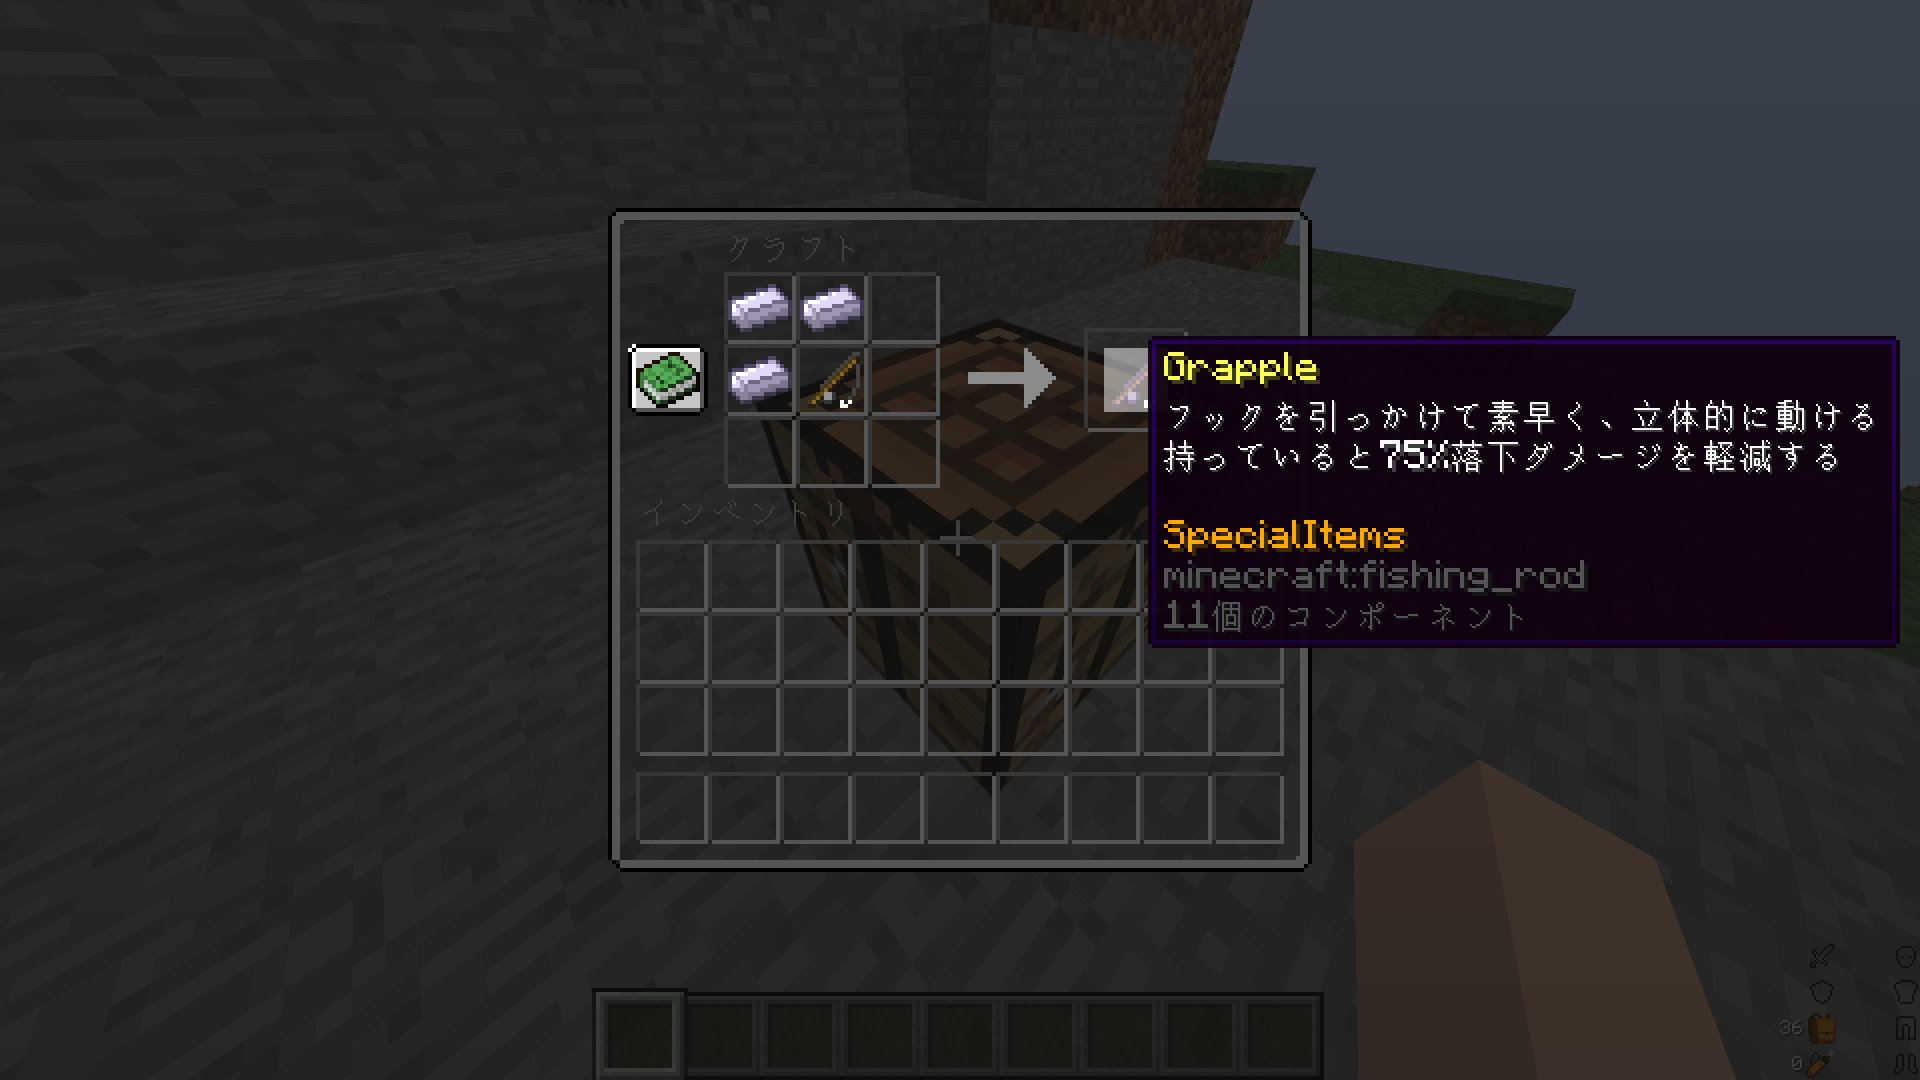 クラフト
Grapple
フックを引っかけて素早く、立体的に動ける
持っていると75%落下ダメージを軽減する
インベントリ
SpecialItems
minecraft:fishing_rod
11個のコンポーネント
36
0